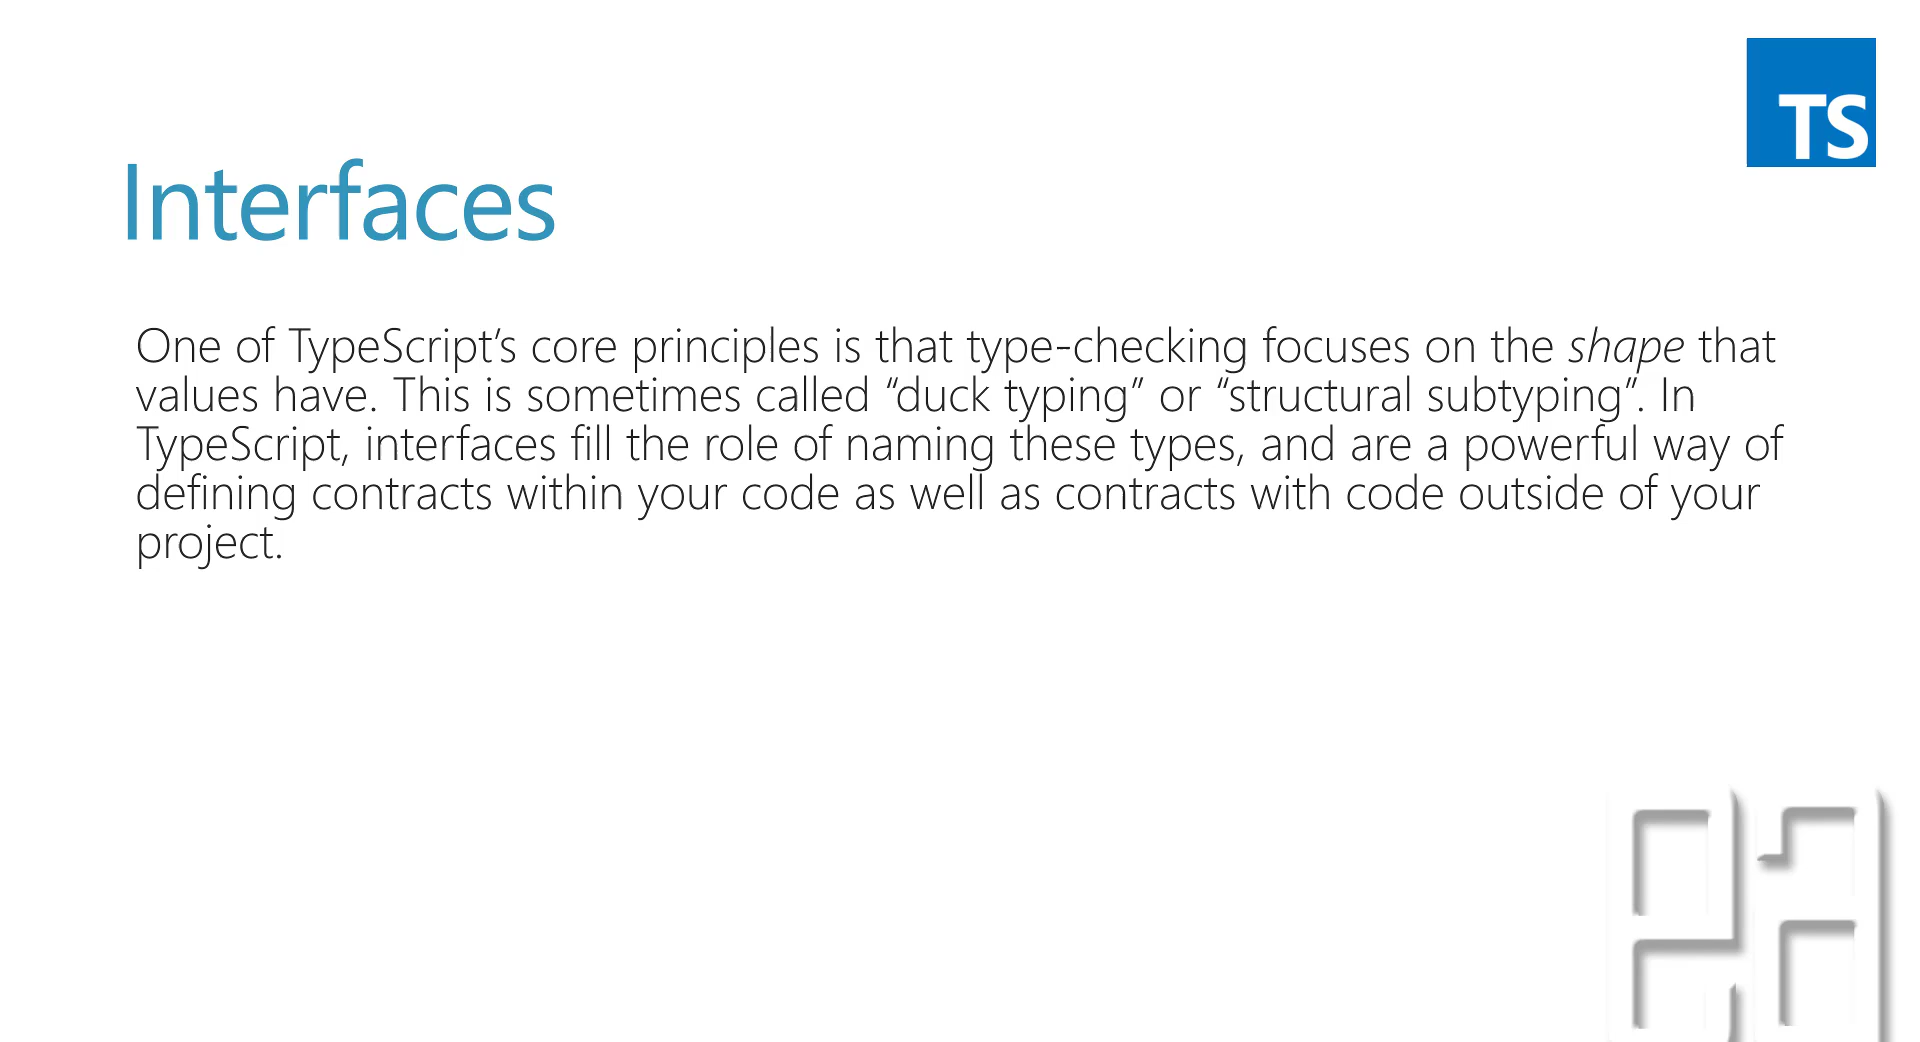 TS
Interfaces
One of TypeScript’s core principles is that type-checking focuses on the shape that
values have. This is sometimes called “duck typing” or “structural subtyping”. In
TypeScript, interfaces fill the role of naming these types, and are a powerful way of
defining contracts within your code as well as contracts with code outside of your
project.